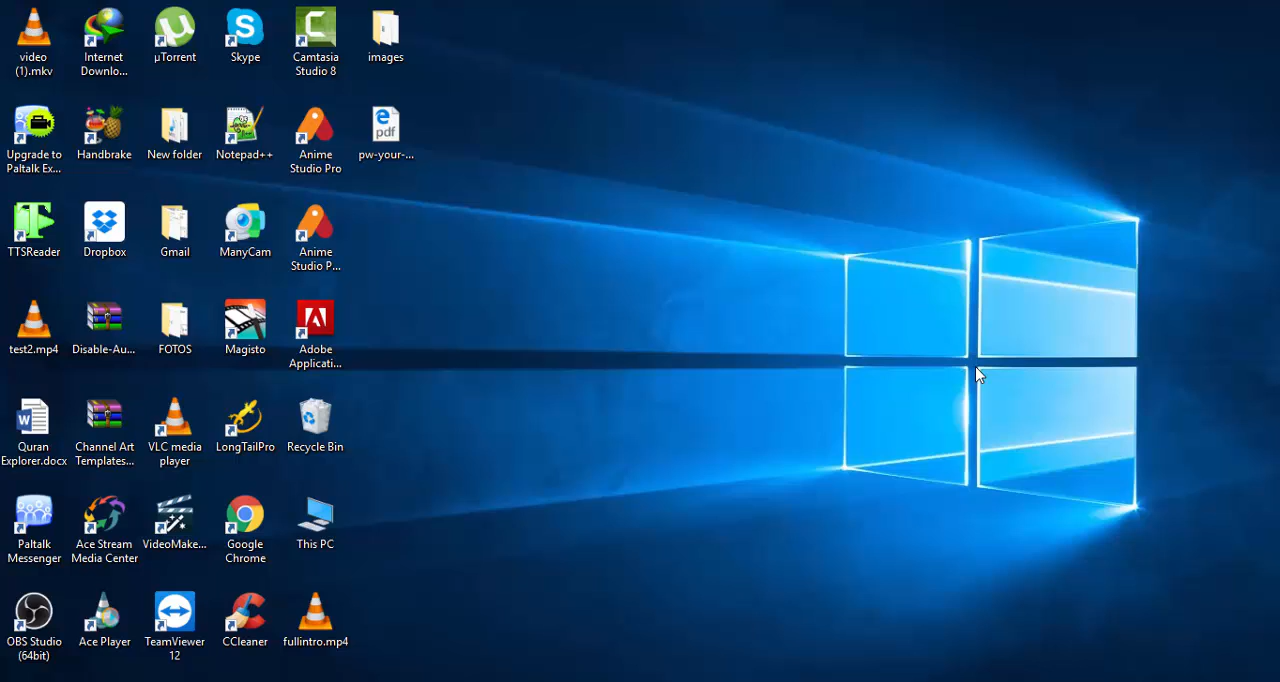 video
(1).mkv
Internet
Downlo...
µTorrent
Skype
Camtasia
Studio 8
images
Upgrade to
Paltalk Ex...
Handbrake
New folder
Notepad++
Anime
Studio Pro
pdf
pw-your-...
TTSReader
Dropbox
Gmail
ManyCam
Anime
Studio P...
test2.mp4
Disable-Au...
FOTOS
Magisto
Adobe
Applicati...
Quran
Explorer.docx
Channel Art
Templates...
VLC media
player
LongTailPro
Recycle Bin
Paltalk
Messenger
Ace Stream
Media Center
VideoMake...
Google
Chrome
This PC
OBS Studio
(64bit)
Ace Player
TeamViewer
12
CCleaner
fullintro.mp4